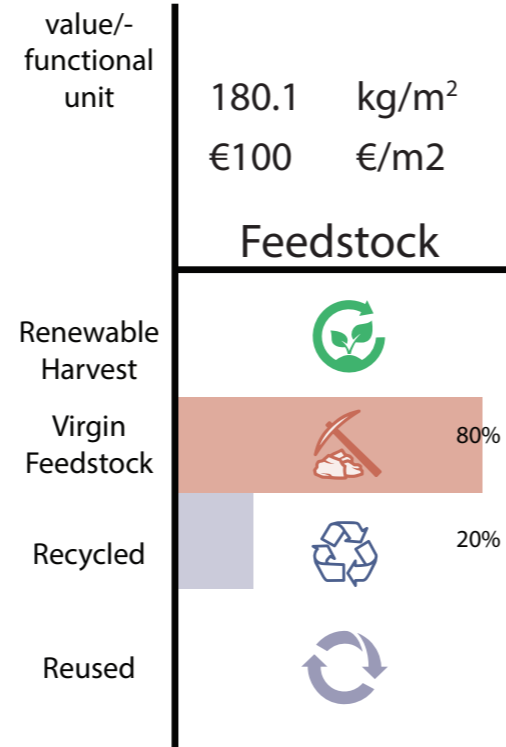 value/-
functional
unit
180.1 kg/m²
€100 €/m2
Feedstock
Renewable
Harvest
Virgin
Feedstock
80%
Recycled
20%
Reused